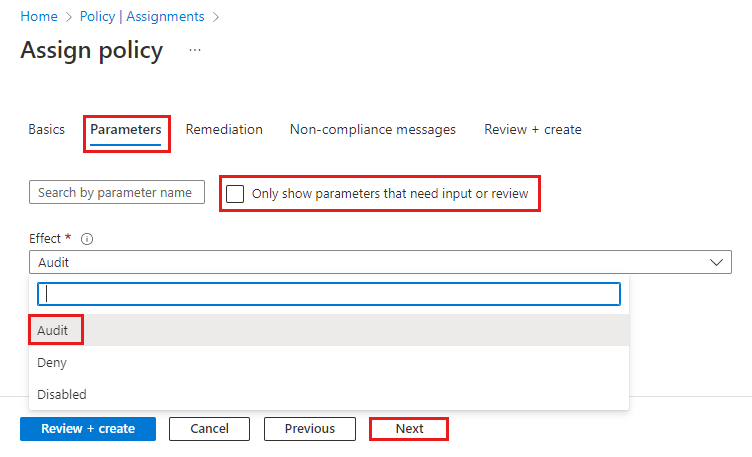 Home > Policy | Assignments >
Assign policy ...
Basics Parameters Remediation Non-compliance messages Review + create
Search by parameter name Only show parameters that need input or review
Effect *
Audit
Audit
Deny
Disabled
Review + create Cancel Previous Next